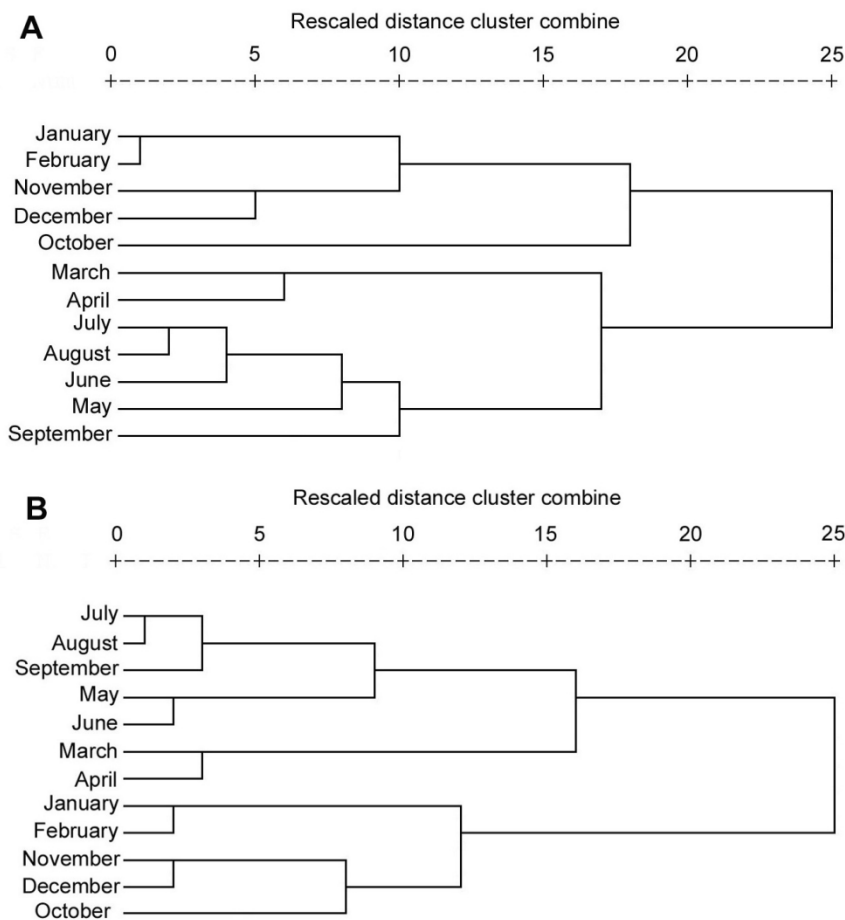 A
Rescaled distance cluster combine
0 5 10 15 20 25
January
February
November
December
October
March
April
July
August
June
May
September
B
Rescaled distance cluster combine
0 5 10 15 20 25
July
August
September
May
June
March
April
January
February
November
December
October